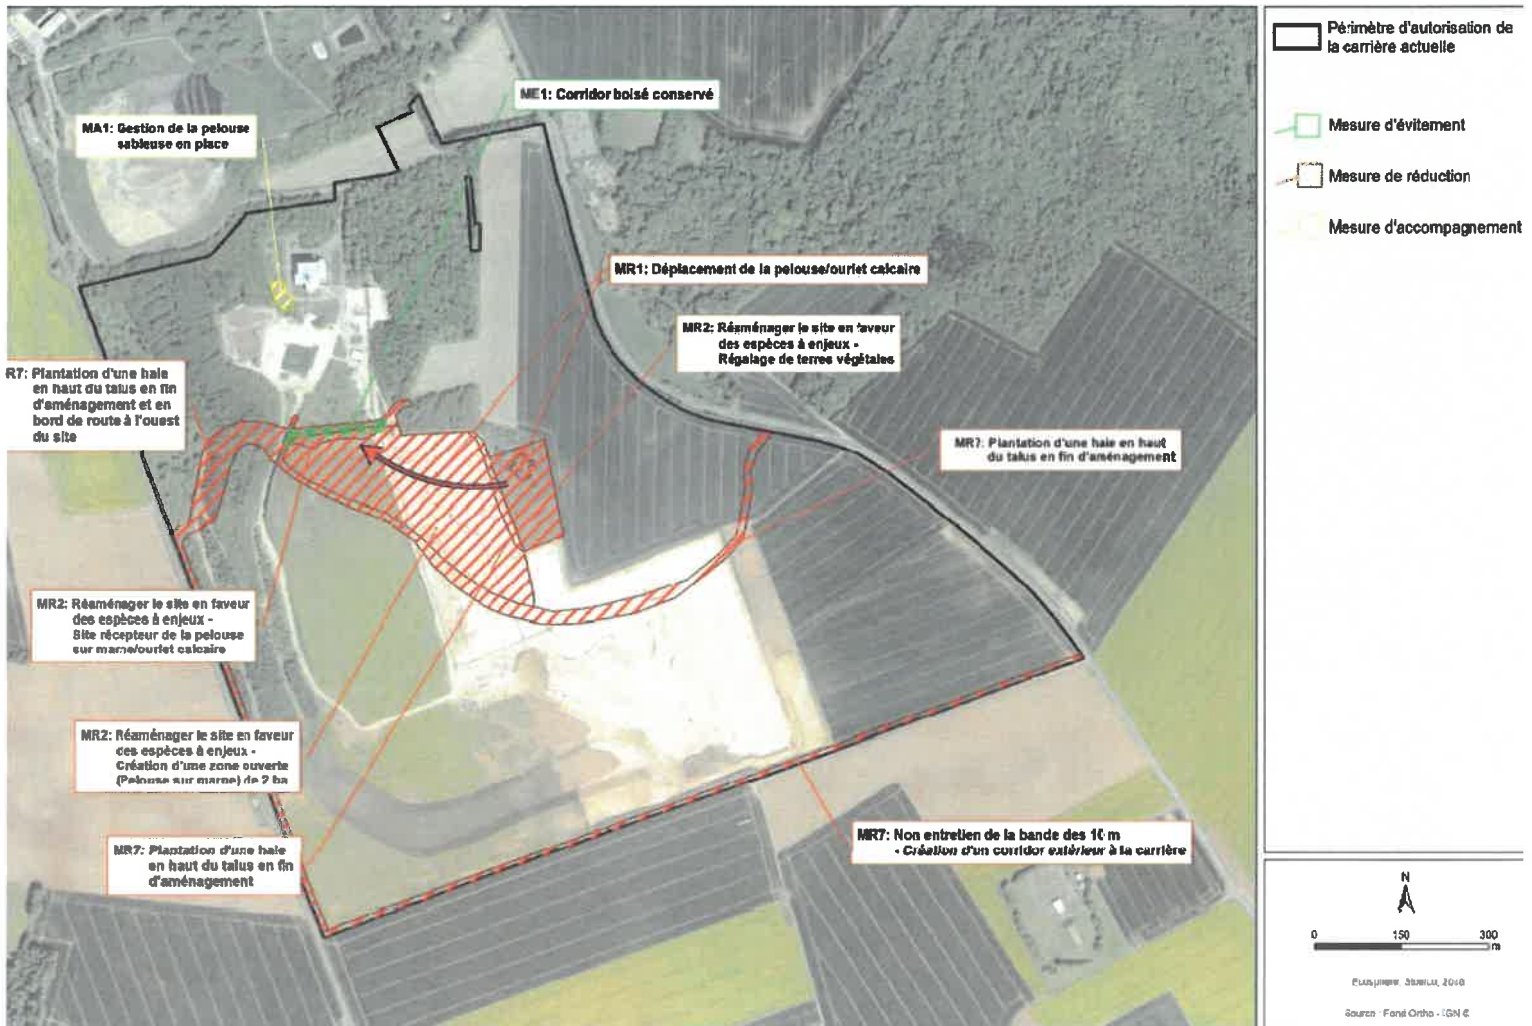 ME1: Corridor boisé conservé
MA1: Gestion de la pelouse
sableuse en place
MR1: Déplacement de la pelouse/ourlet calcaire
MR2: Réaménager le site en faveur
des espèces à enjeux -
Régalage de terres végétales
R7: Plantation d'une haie
en haut du talus en fin
d'aménagement et en
bord de route à l'ouest
du site
MR7: Plantation d'une haie en haut
du talus en fin d'aménagement
MR2: Réaménager le site en faveur
des espèces à enjeux -
Site récepteur de la pelouse
sur marne/ourlet calcaire
MR2: Réaménager le site en faveur
des espèces à enjeux -
Création d'une zone ouverte
(Pelouse sur marne) de 2 ha
MR7: Plantation d'une haie
en haut du talus en fin
d'aménagement
MR7: Non entretien de la bande des 10 m
- Création d'un corridor extérieur à la carrière
Périmètre d'autorisation de
la carrière actuelle
Mesure d'évitement
Mesure de réduction
Mesure d'accompagnement
N
0 150 300
m
Source : Fond Ortho - IGN ©